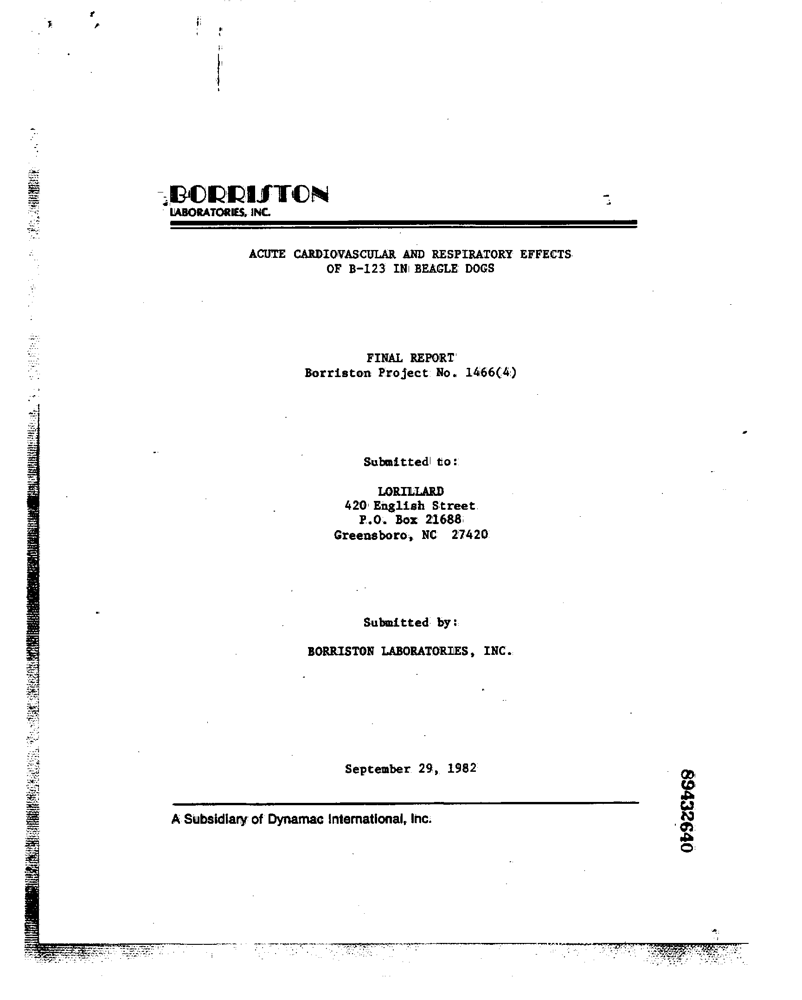 BORRISTON
LABORATORIES, INC.
ACUTE CARDIOVASCULAR AND RESPIRATORY EFFECTS
OF B-123 IN BEAGLE DOGS
FINAL REPORT
Borriston Project No. 1466(4)
Submitted to:
LORILLARD
420 English Street
P.O. Box 21688
Greensboro, NC 27420
Submitted by:
BORRISTON LABORATORIES, INC.
September 29, 1982
A Subsidiary of Dynamac International, Inc.
89432640